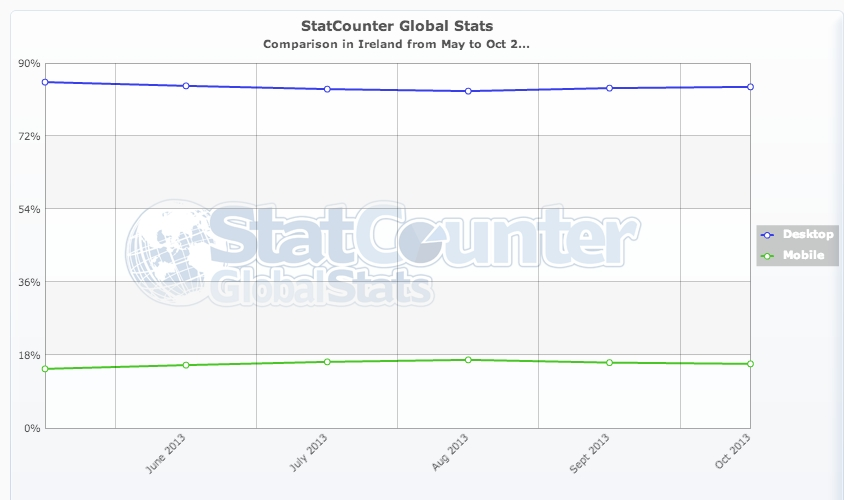 StatCounter Global Stats
Comparison in Ireland from May to Oct 2...
90%
72%
54%
36%
18%
0%
StatCounter
GlobalStats
Desktop
Mobile
June 2013
July 2013
Aug 2013
Sept 2013
Oct 2013